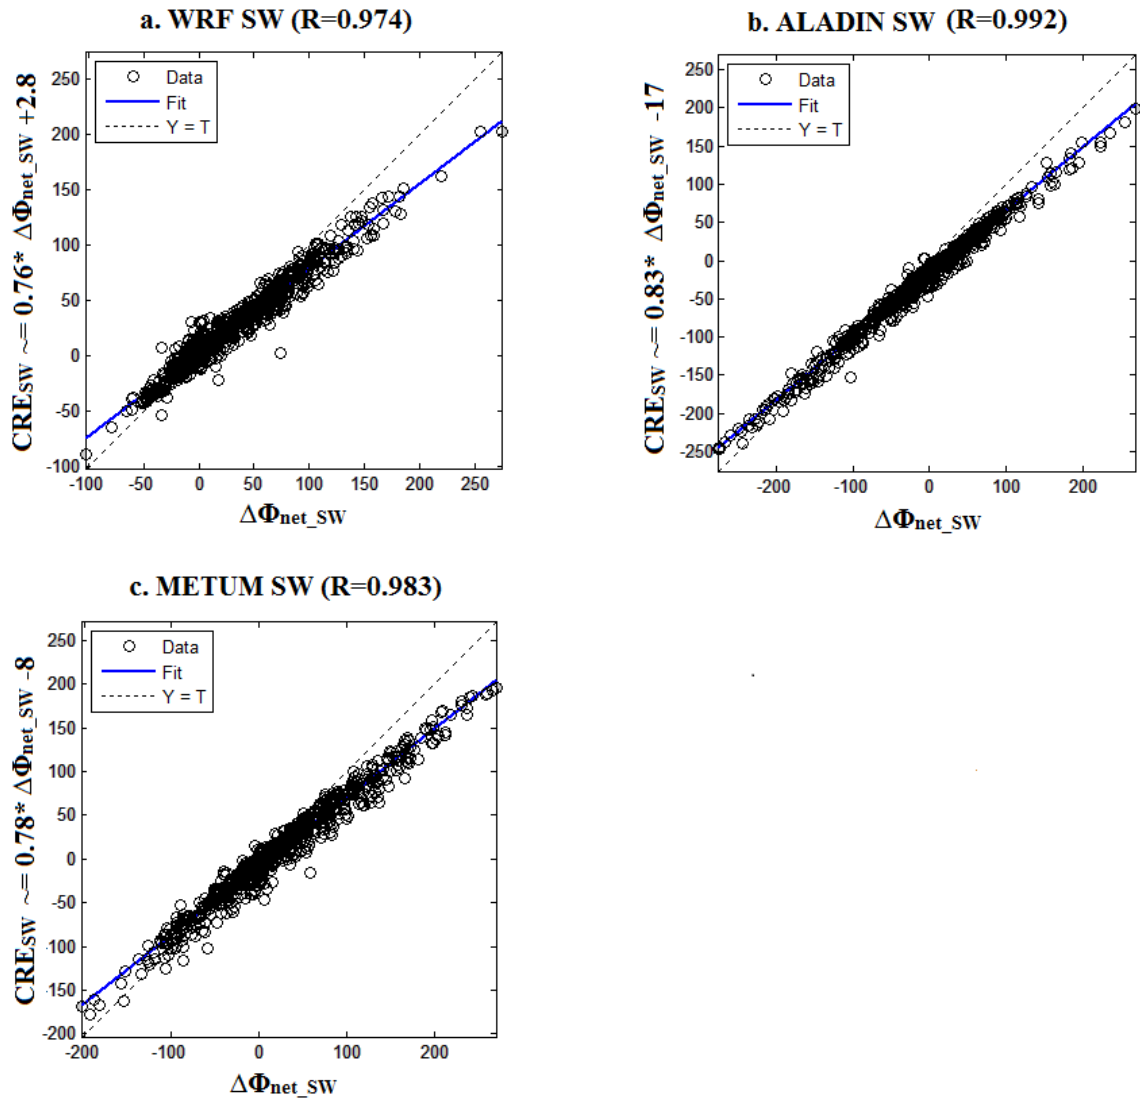 a. WRF SW (R=0.974)
CRESW ~= 0.76* ΔΦnet_SW +2.8
250
200
150
100
50
0
-50
-100
Data
Fit
Y = T
-100
-50
0
50
100
150
200
250
ΔΦnet_SW
b. ALADIN SW (R=0.992)
CRESW ~= 0.83* ΔΦnet_SW -17
250
200
150
100
50
0
-50
-100
-150
-200
-250
Data
Fit
Y = T
-200
-100
0
100
200
ΔΦnet_SW
c. METUM SW (R=0.983)
CRESW ~= 0.78* ΔΦnet_SW -8
250
200
150
100
50
0
-50
-100
-150
-200
Data
Fit
Y = T
-200
-100
0
100
200
ΔΦnet_SW